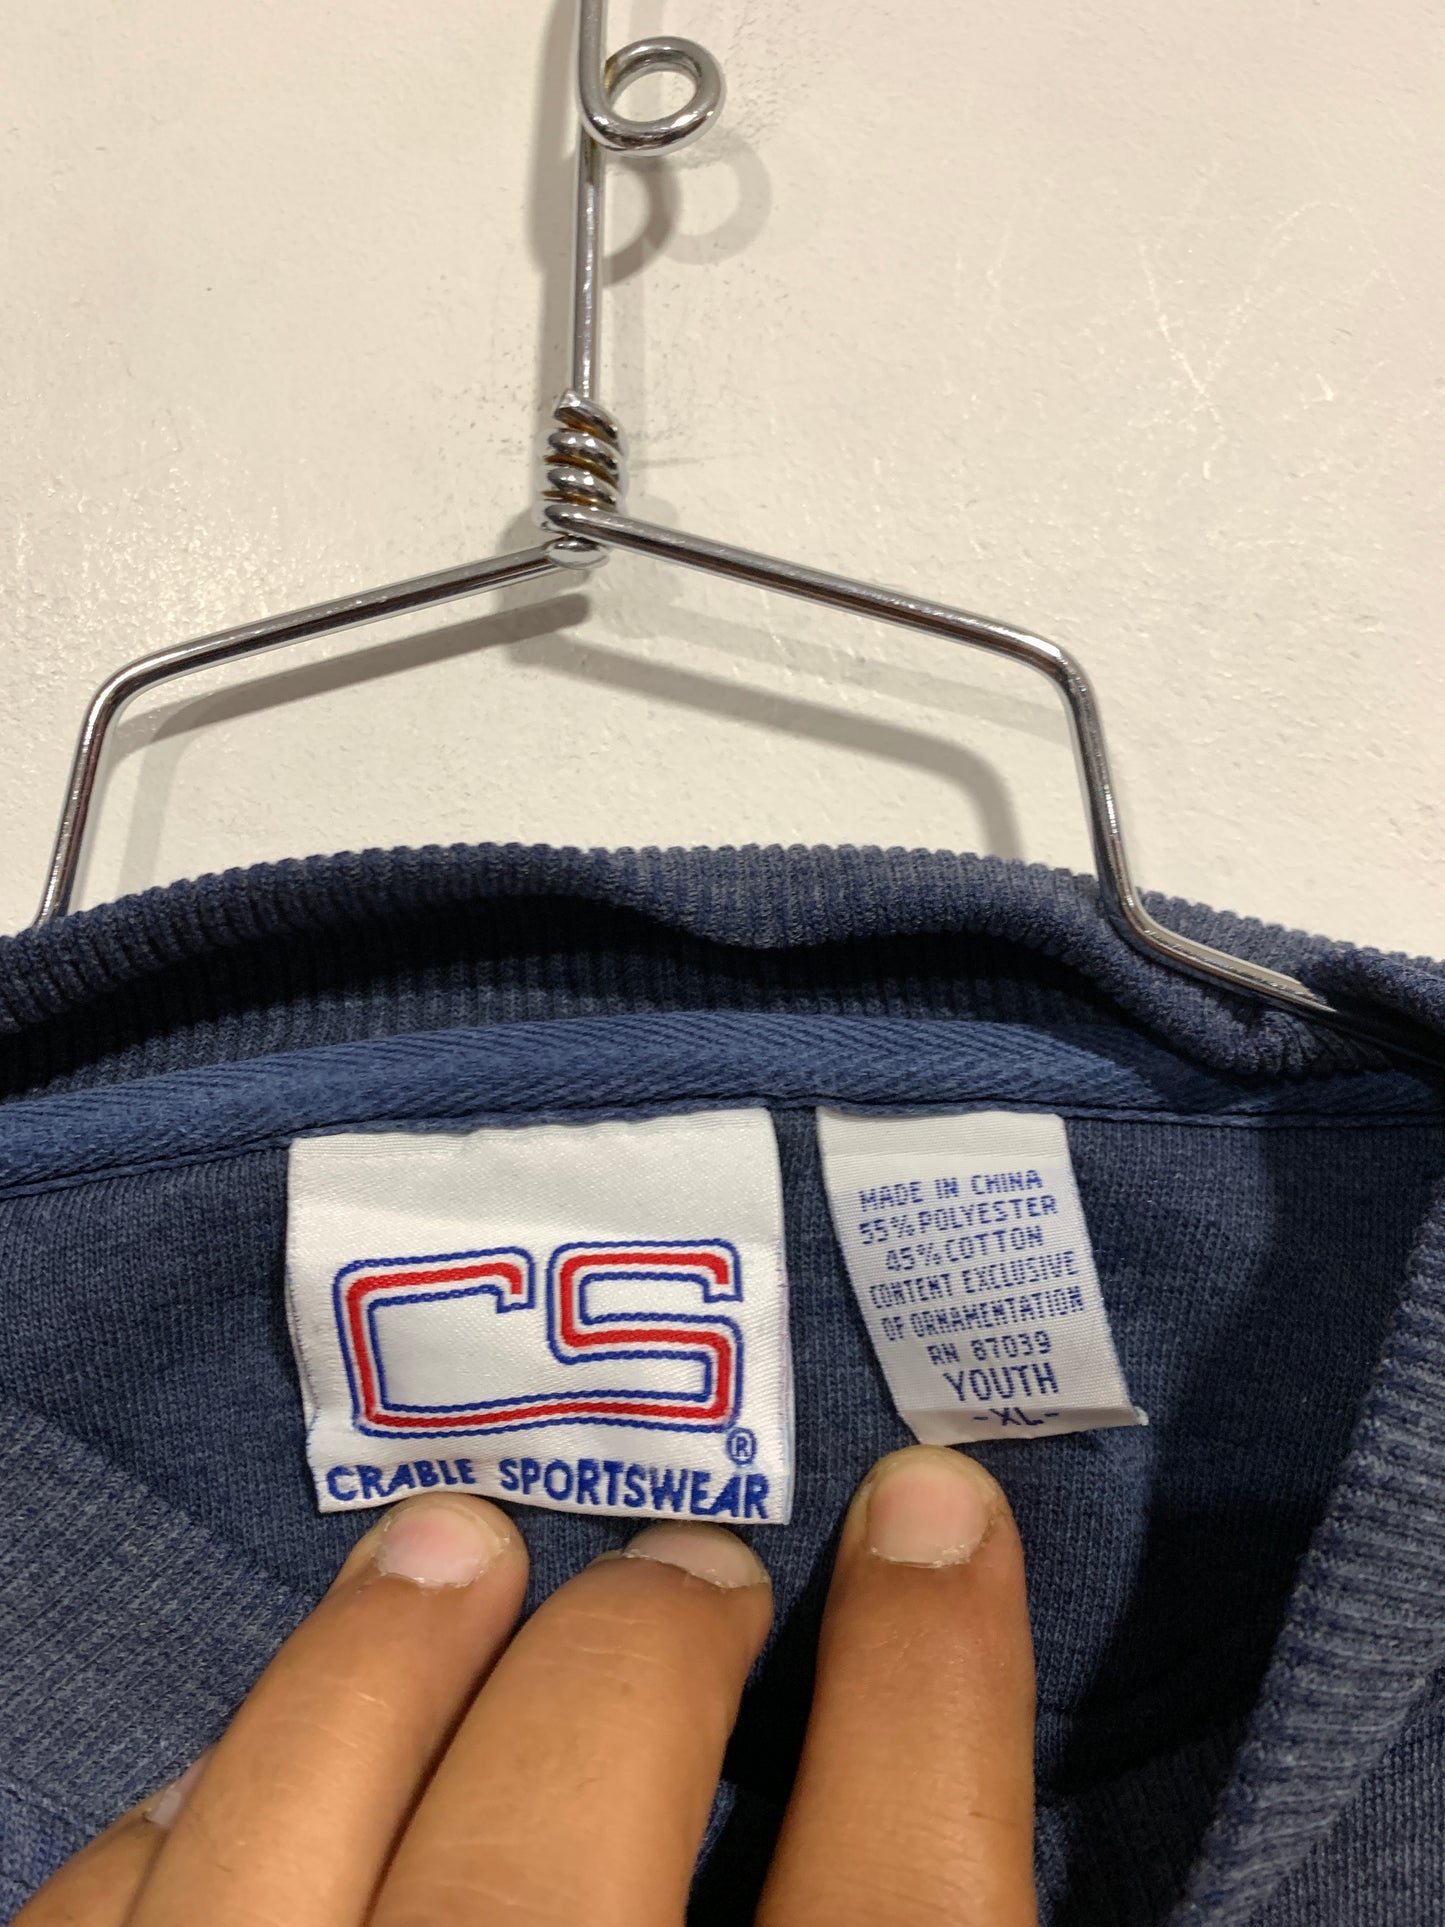 CS
®
CRABLE SPORTSWEAR
MADE IN CHINA
55% POLYESTER
45% COTTON
CONTENT EXCLUSIVE
OF ORNAMENTATION
RN 87039
YOUTH
-XL-